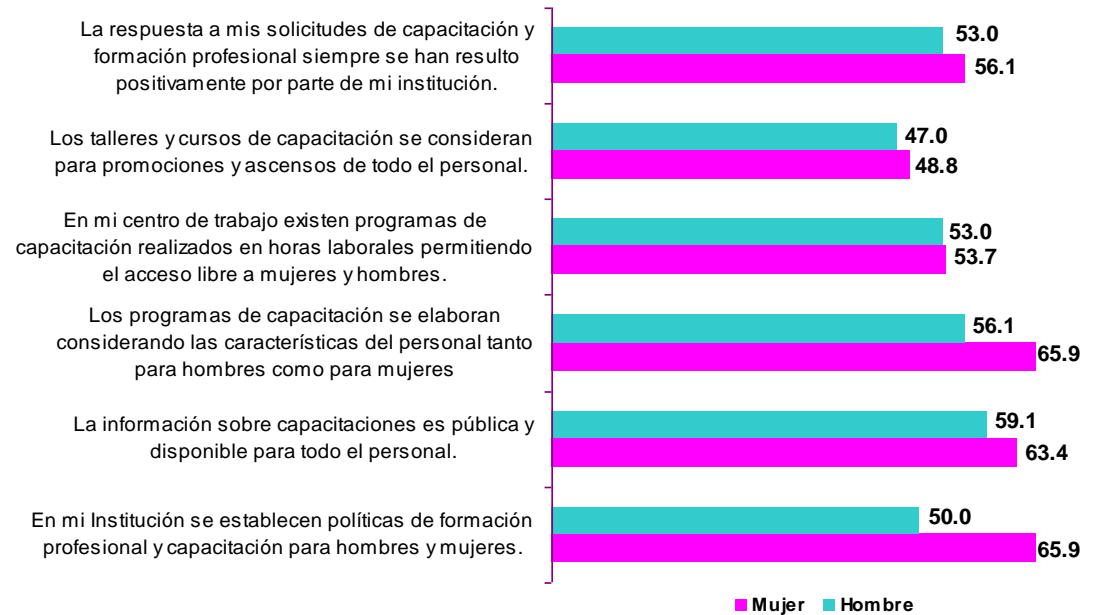 La respuesta a mis solicitudes de capacitación y
formación profesional siempre se han resulto
positivamente por parte de mi institución.
53.0
56.1
Los talleres y cursos de capacitación se consideran
para promociones y ascensos de todo el personal.
47.0
48.8
En mi centro de trabajo existen programas de
capacitación realizados en horas laborales permitiendo
el acceso libre a mujeres y hombres.
53.0
53.7
Los programas de capacitación se elaboran
considerando las características del personal tanto
para hombres como para mujeres
56.1
65.9
La información sobre capacitaciones es pública y
disponible para todo el personal.
59.1
63.4
En mi Institución se establecen políticas de formación
profesional y capacitación para hombres y mujeres.
50.0
65.9
Mujer Hombre